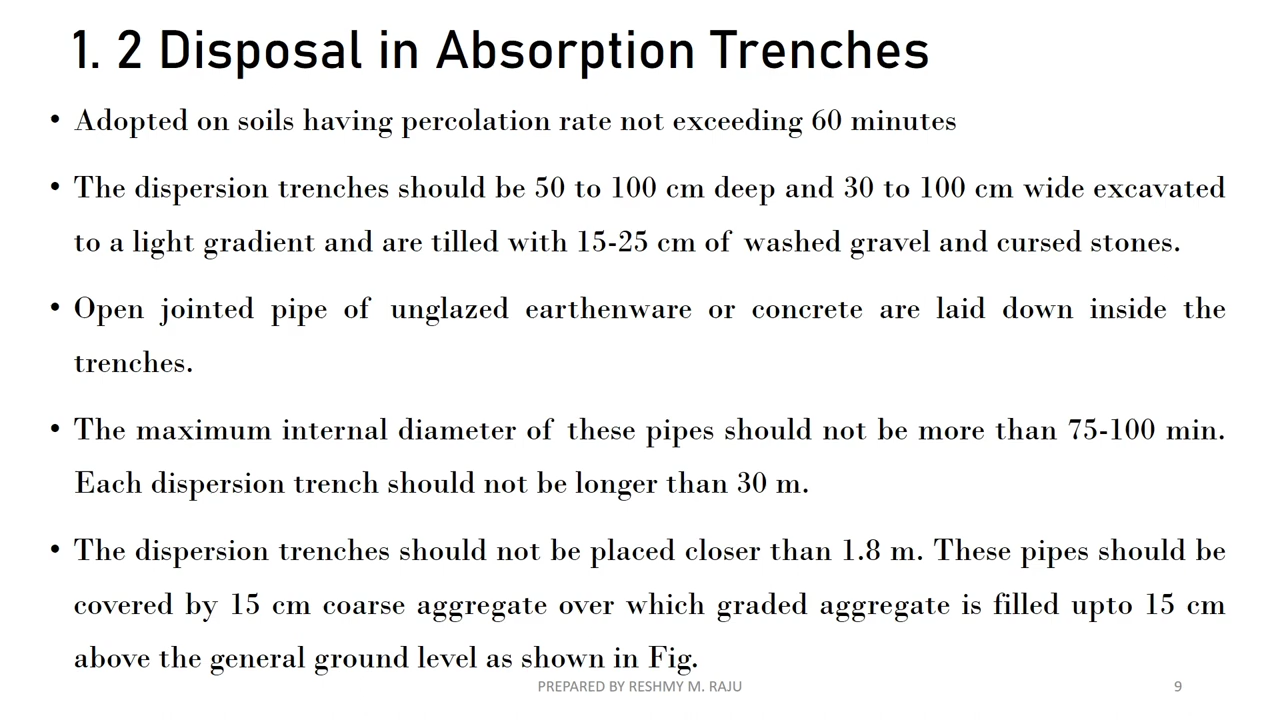 1. 2 Disposal in Absorption Trenches
• Adopted on soils having percolation rate not exceeding 60 minutes
• The dispersion trenches should be 50 to 100 cm deep and 30 to 100 cm wide excavated
to a light gradient and are tilled with 15-25 cm of washed gravel and cursed stones.
• Open jointed pipe of unglazed earthenware or concrete are laid down inside the
trenches.
• The maximum internal diameter of these pipes should not be more than 75-100 min.
Each dispersion trench should not be longer than 30 m.
• The dispersion trenches should not be placed closer than 1.8 m. These pipes should be
covered by 15 cm coarse aggregate over which graded aggregate is filled upto 15 cm
above the general ground level as shown in Fig.
PREPARED BY RESHMY M. RAJU
9